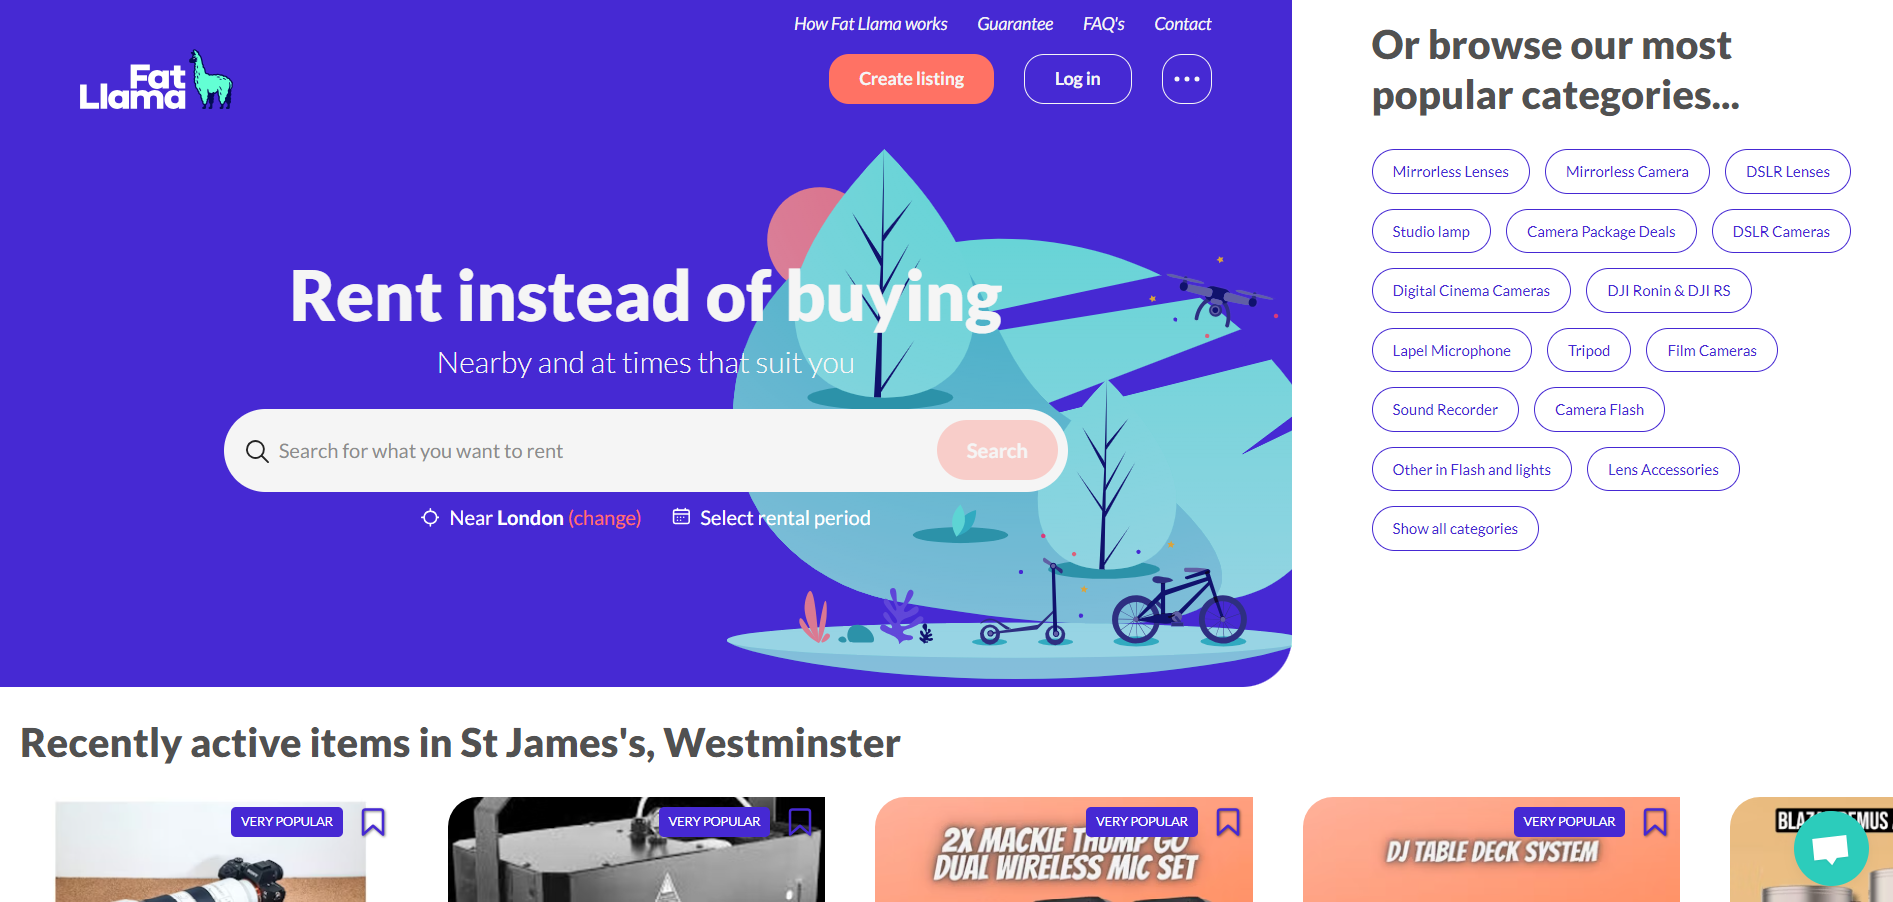 How Fat Llama works Guarantee FAQ's Contact
Fat
Llama
Create listing Log in
Rent instead of buying
Nearby and at times that suit you
Search for what you want to rent Search
Near London (change) Select rental period
Or browse our most
popular categories...
Mirrorless Lenses Mirrorless Camera DSLR Lenses
Studio lamp Camera Package Deals DSLR Cameras
Digital Cinema Cameras DJI Ronin & DJI RS
Lapel Microphone Tripod Film Cameras
Sound Recorder Camera Flash
Other in Flash and lights Lens Accessories
Show all categories
Recently active items in St James's, Westminster
VERY POPULAR VERY POPULAR VERY POPULAR VERY POPULAR
2X MACKIE THUMP GO
DUAL WIRELESS MIC SET
DJ TABLE DECK SYSTEM